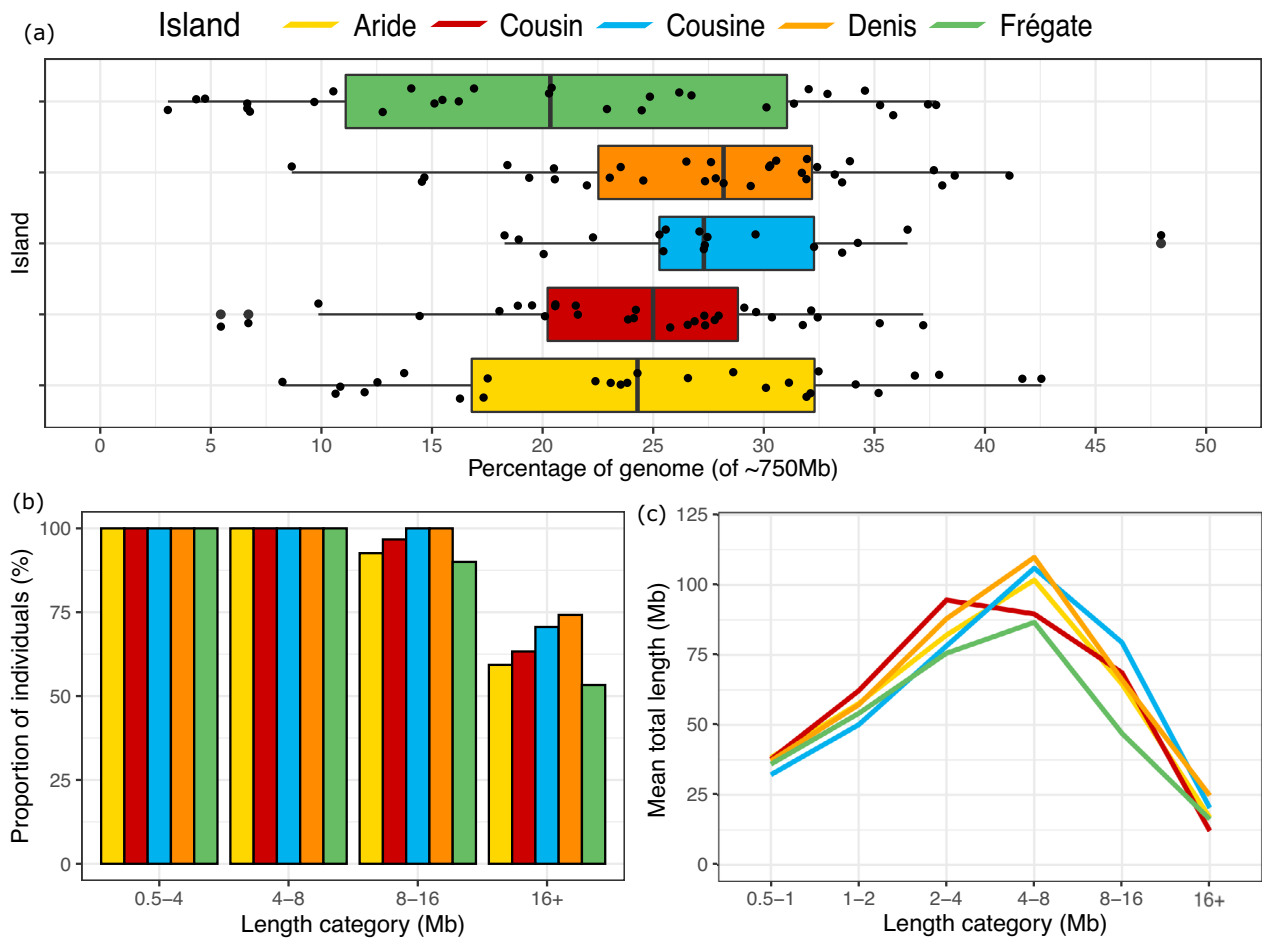 (a) Island Aride Cousin Cousine Denis Frégate
Island
0 5 10 15 20 25 30 35 40 45 50
Percentage of genome (of ~750Mb)
(b)
Proportion of individuals (%)
100
75
50
25
0
0.5–4 4–8 8–16 16+
Length category (Mb)
(c)
Mean total length (Mb)
125
100
75
50
25
0
0.5–1 1–2 2–4 4–8 8–16 16+
Length category (Mb)